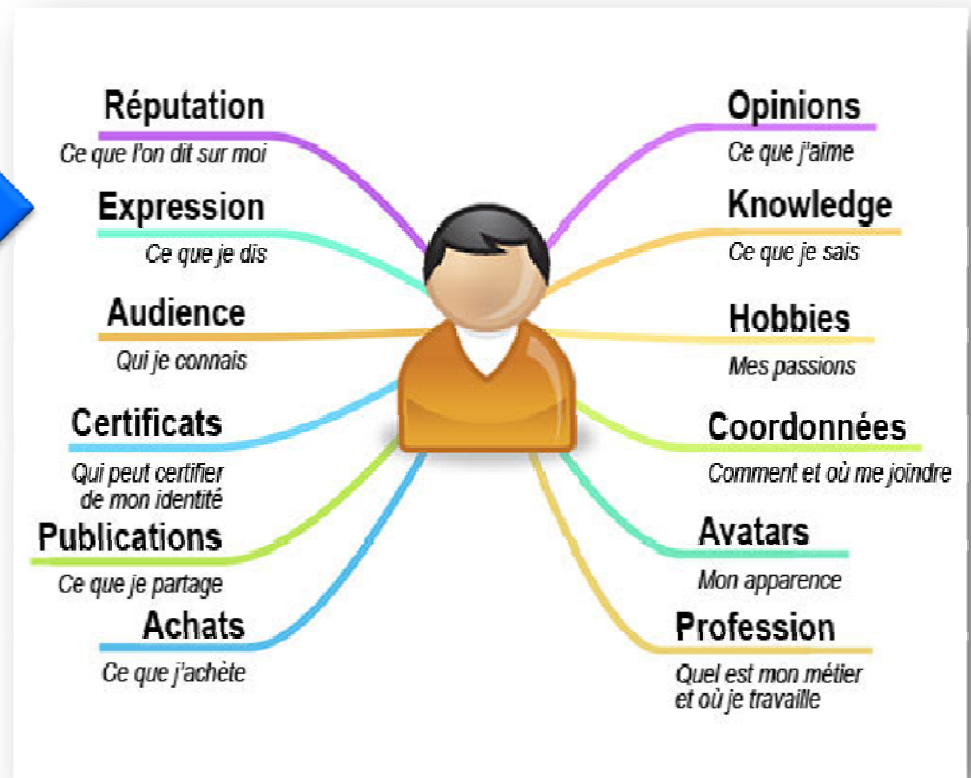 Réputation
Ce que l'on dit sur moi
Expression
Ce que je dis
Audience
Qui je connais
Certificats
Qui peut certifier
de mon identité
Publications
Ce que je partage
Achats
Ce que j'achète
Opinions
Ce que j'aime
Knowledge
Ce que je sais
Hobbies
Mes passions
Coordonnées
Comment et où me joindre
Avatars
Mon apparence
Profession
Quel est mon métier
et où je travaille